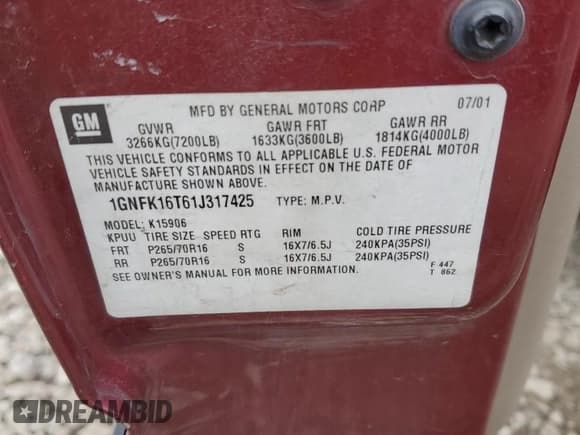 GM
MFD BY GENERAL MOTORS CORP 07/01
GVWR GAWR FRT GAWR RR
3266KG(7200LB) 1633KG(3600LB) 1814KG(4000LB)
THIS VEHICLE CONFORMS TO ALL APPLICABLE U.S. FEDERAL MOTOR
VEHICLE SAFETY STANDARDS IN EFFECT ON THE DATE OF
MANUFACTURE SHOWN ABOVE.
1GNFK16T61J317425 TYPE: M.P.V.
MODEL: K15906
KPUU TIRE SIZE SPEED RTG RIM COLD TIRE PRESSURE
FRT P265/70R16 S 16X7/6.5J 240KPA(35PSI)
RR P265/70R16 S 16X7/6.5J 240KPA(35PSI)
SEE OWNER'S MANUAL FOR MORE INFORMATION.
F 447
T 862
DREAMBID